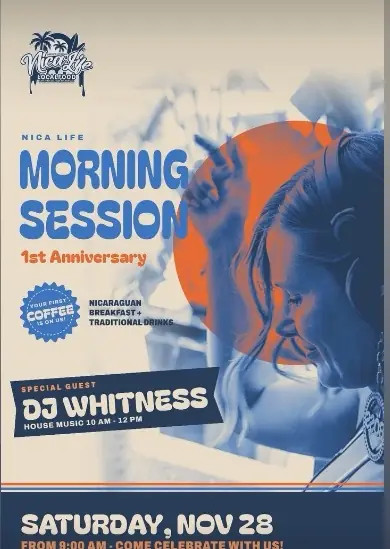 Nica Life
LOCAL FOOD
NICA LIFE
MORNING
SESSION
1st Anniversary
YOUR FIRST
COFFEE
IS ON US!
NICARAGUAN
BREAKFAST +
TRADITIONAL DRINKS
SPECIAL GUEST
DJ WHITNESS
HOUSE MUSIC 10 AM - 12 PM
SATURDAY, NOV 28
FROM 9:00 AM - COME CELEBRATE WITH US!